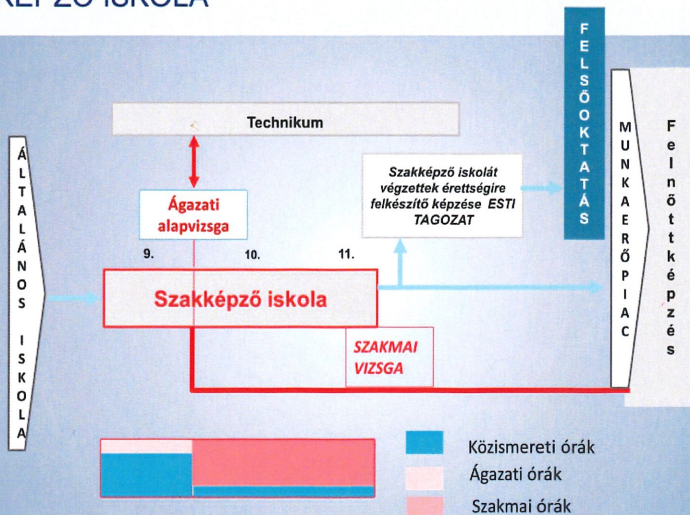 KÉPZŐ ISKOLA
FELSŐOKTATÁS
MUNKAERŐPIAC
Felnőttképzés
ÁLTALÁNOS ISKOLA
Technikum
Szakképző iskolát
végzettek érettségire
felkészítő képzése ESTI
TAGOZAT
Ágazati
alapvizsga
9.
10.
11.
Szakképző iskola
SZAKMAI
VIZSGA
Közismereti órák
Ágazati órák
Szakmai órák